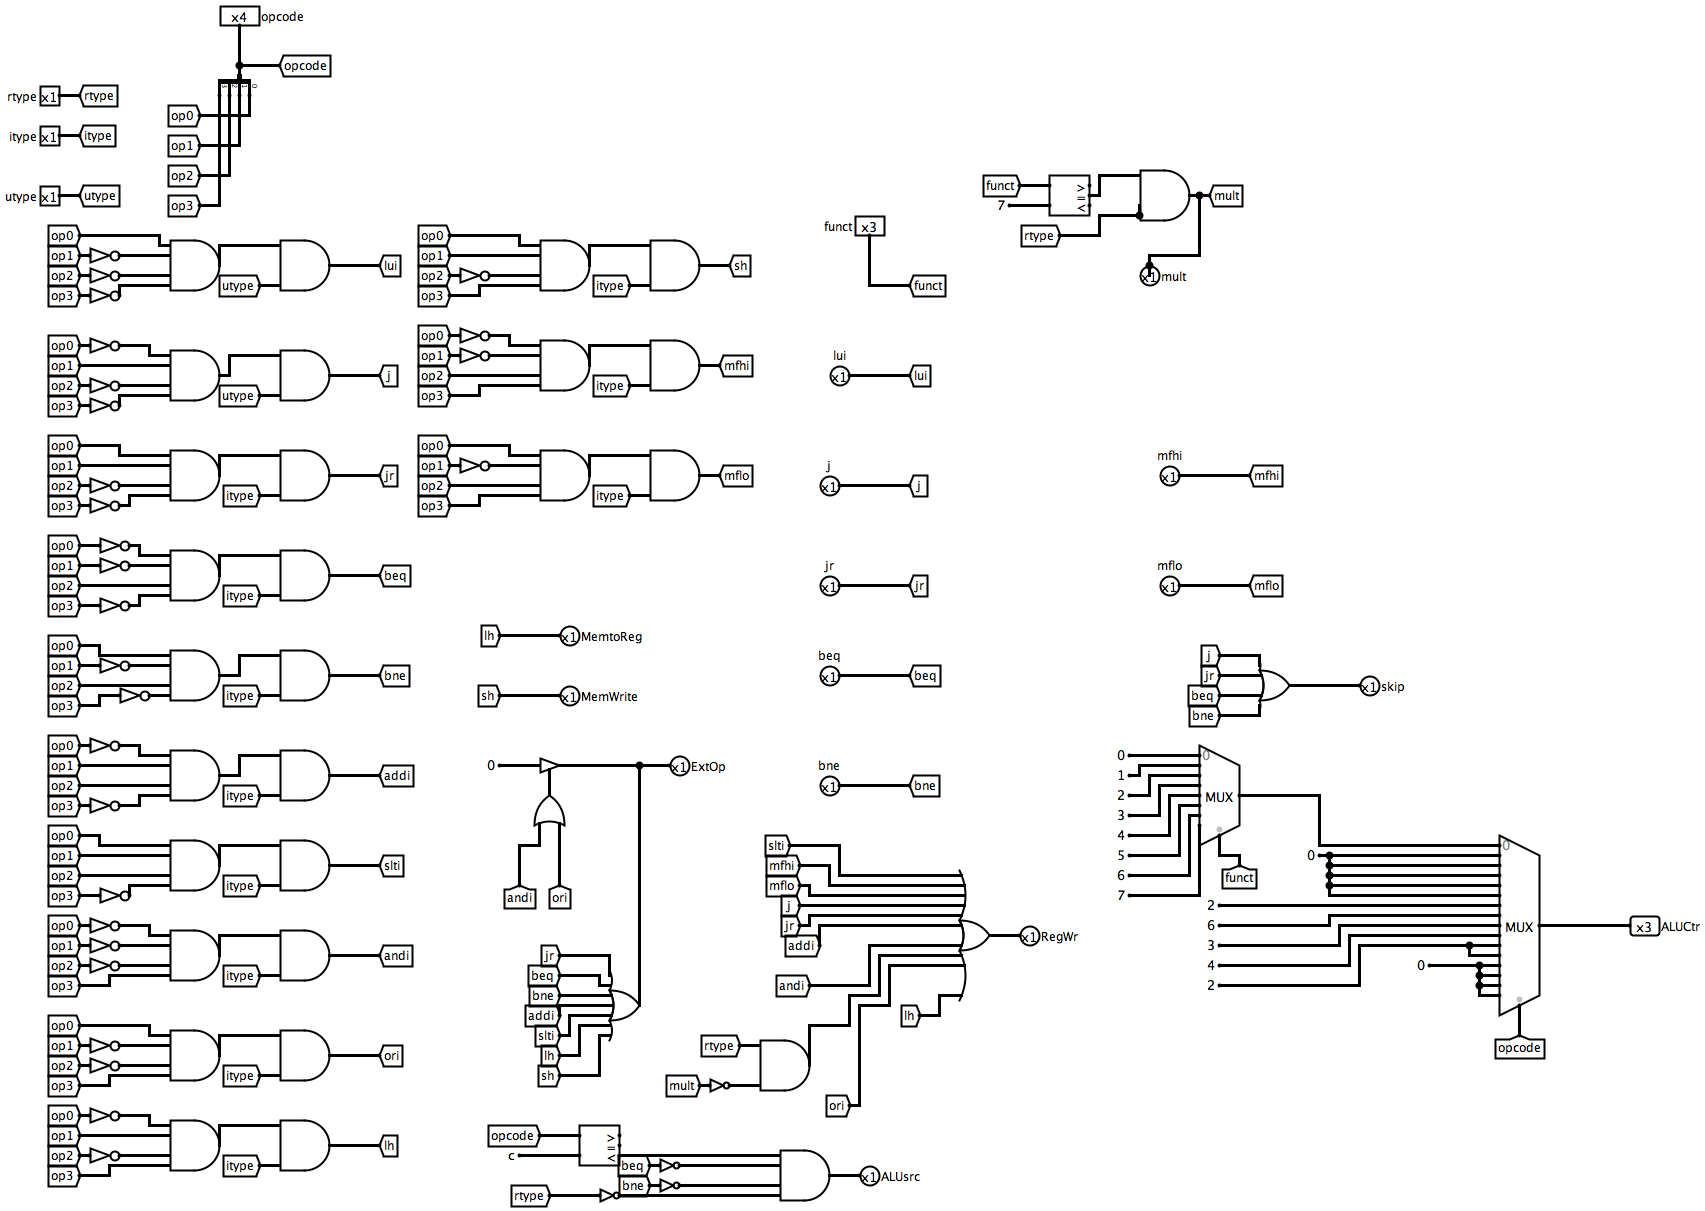 x4 opcode
opcode
3 2 1 0
rtype x1 rtype
op0
itype x1 itype
op1
op2
utype x1 utype
op3
funct
7
> = <
mult
rtype
x1 mult
funct x3
funct
op0
op1
op2
op3
utype
lui
op0
op1
op2
op3
itype
sh
op0
op1
op2
op3
utype
j
op0
op1
op2
op3
itype
mfhi
lui
x1
lui
op0
op1
op2
op3
itype
jr
op0
op1
op2
op3
itype
mflo
j
x1
j
mfhi
x1
mfhi
op0
op1
op2
op3
itype
beq
jr
x1
jr
mflo
x1
mflo
op0
op1
op2
op3
itype
bne
lh
x1 MemtoReg
sh
x1 MemWrite
beq
x1
beq
j
jr
beq
bne
x1 skip
op0
op1
op2
op3
itype
addi
0
x1 ExtOp
andi
ori
bne
x1
bne
0
1
2
3
4
5
6
7
0
MUX
funct
op0
op1
op2
op3
itype
slti
slti
mfhi
mflo
j
jr
addi
andi
lh
rtype
mult
ori
x1 RegWr
0
2
6
3
4
2
0
0
MUX
opcode
x3 ALUCtr
op0
op1
op2
op3
itype
andi
jr
beq
bne
addi
slti
lh
sh
op0
op1
op2
op3
itype
ori
op0
op1
op2
op3
itype
lh
opcode
c
> = <
beq
bne
rtype
x1 ALUsrc